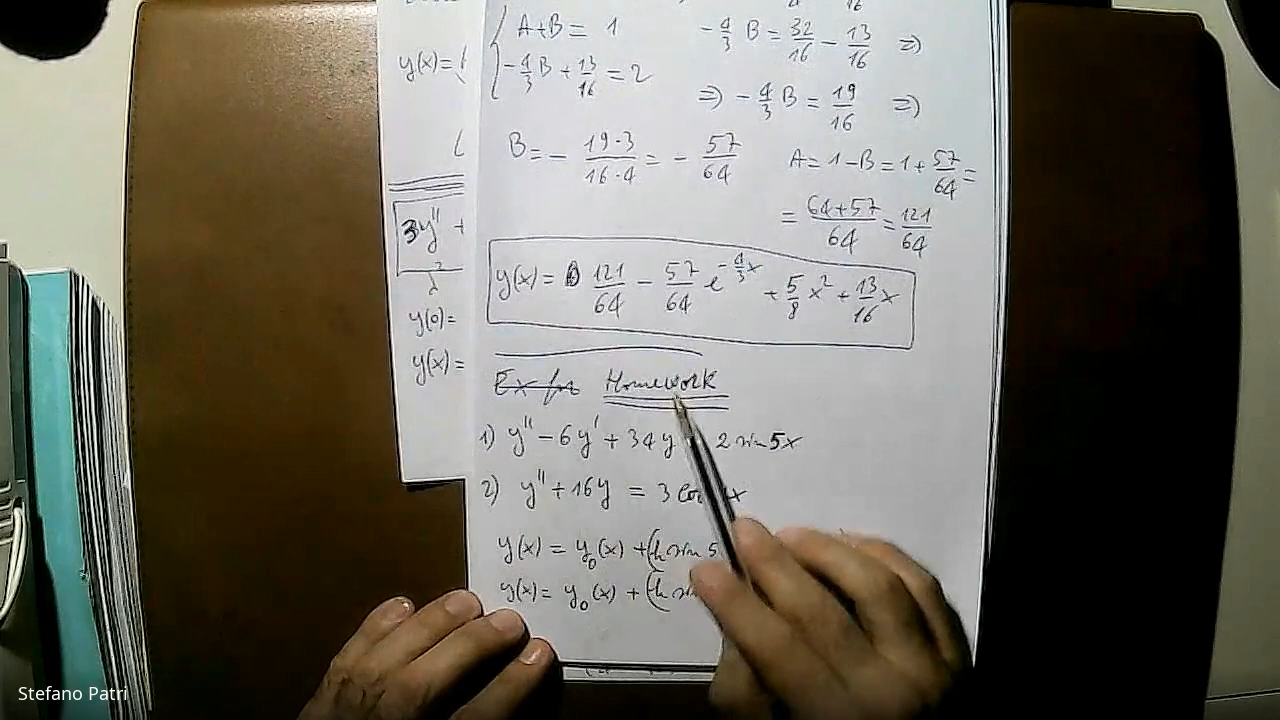 y(x) =
3y'' +
y(0)=
y(x) =
A+B = 1
-4/3 B + 13/16 = 2
-4/3 B = 32/16 - 13/16 =>
=> -4/3 B = 19/16 =>
B = - 19·3/16·4 = - 57/64
A = 1 - B = 1 + 57/64 =
= 64+57/64 = 121/64
y(x) = 121/64 - 57/64 e^{-4/3 x} + 5/8 x² + 13/16 x
Ex for Homework
1) y'' - 6y' + 34y 2 sin 5x
2) y'' + 16y = 3 x
y(x) = y₀(x) + (h sin 5
y(x) = y₀(x) + (h
Stefano Patri